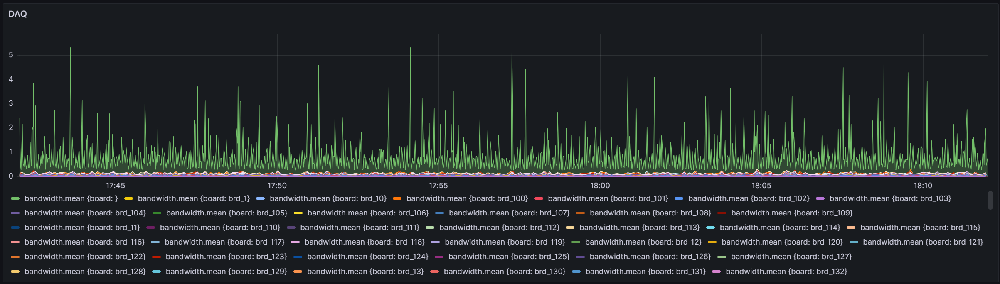 DAQ
5
4
3
2
1
0
17:45 17:50 17:55 18:00 18:05 18:10
bandwidth.mean {board: } bandwidth.mean {board: brd_1} bandwidth.mean {board: brd_10} bandwidth.mean {board: brd_100} bandwidth.mean {board: brd_101} bandwidth.mean {board: brd_102} bandwidth.mean {board: brd_103}
bandwidth.mean {board: brd_104} bandwidth.mean {board: brd_105} bandwidth.mean {board: brd_106} bandwidth.mean {board: brd_107} bandwidth.mean {board: brd_108} bandwidth.mean {board: brd_109}
bandwidth.mean {board: brd_11} bandwidth.mean {board: brd_110} bandwidth.mean {board: brd_111} bandwidth.mean {board: brd_112} bandwidth.mean {board: brd_113} bandwidth.mean {board: brd_114} bandwidth.mean {board: brd_115}
bandwidth.mean {board: brd_116} bandwidth.mean {board: brd_117} bandwidth.mean {board: brd_118} bandwidth.mean {board: brd_119} bandwidth.mean {board: brd_12} bandwidth.mean {board: brd_120} bandwidth.mean {board: brd_121}
bandwidth.mean {board: brd_122} bandwidth.mean {board: brd_123} bandwidth.mean {board: brd_124} bandwidth.mean {board: brd_125} bandwidth.mean {board: brd_126} bandwidth.mean {board: brd_127}
bandwidth.mean {board: brd_128} bandwidth.mean {board: brd_129} bandwidth.mean {board: brd_13} bandwidth.mean {board: brd_130} bandwidth.mean {board: brd_131} bandwidth.mean {board: brd_132}